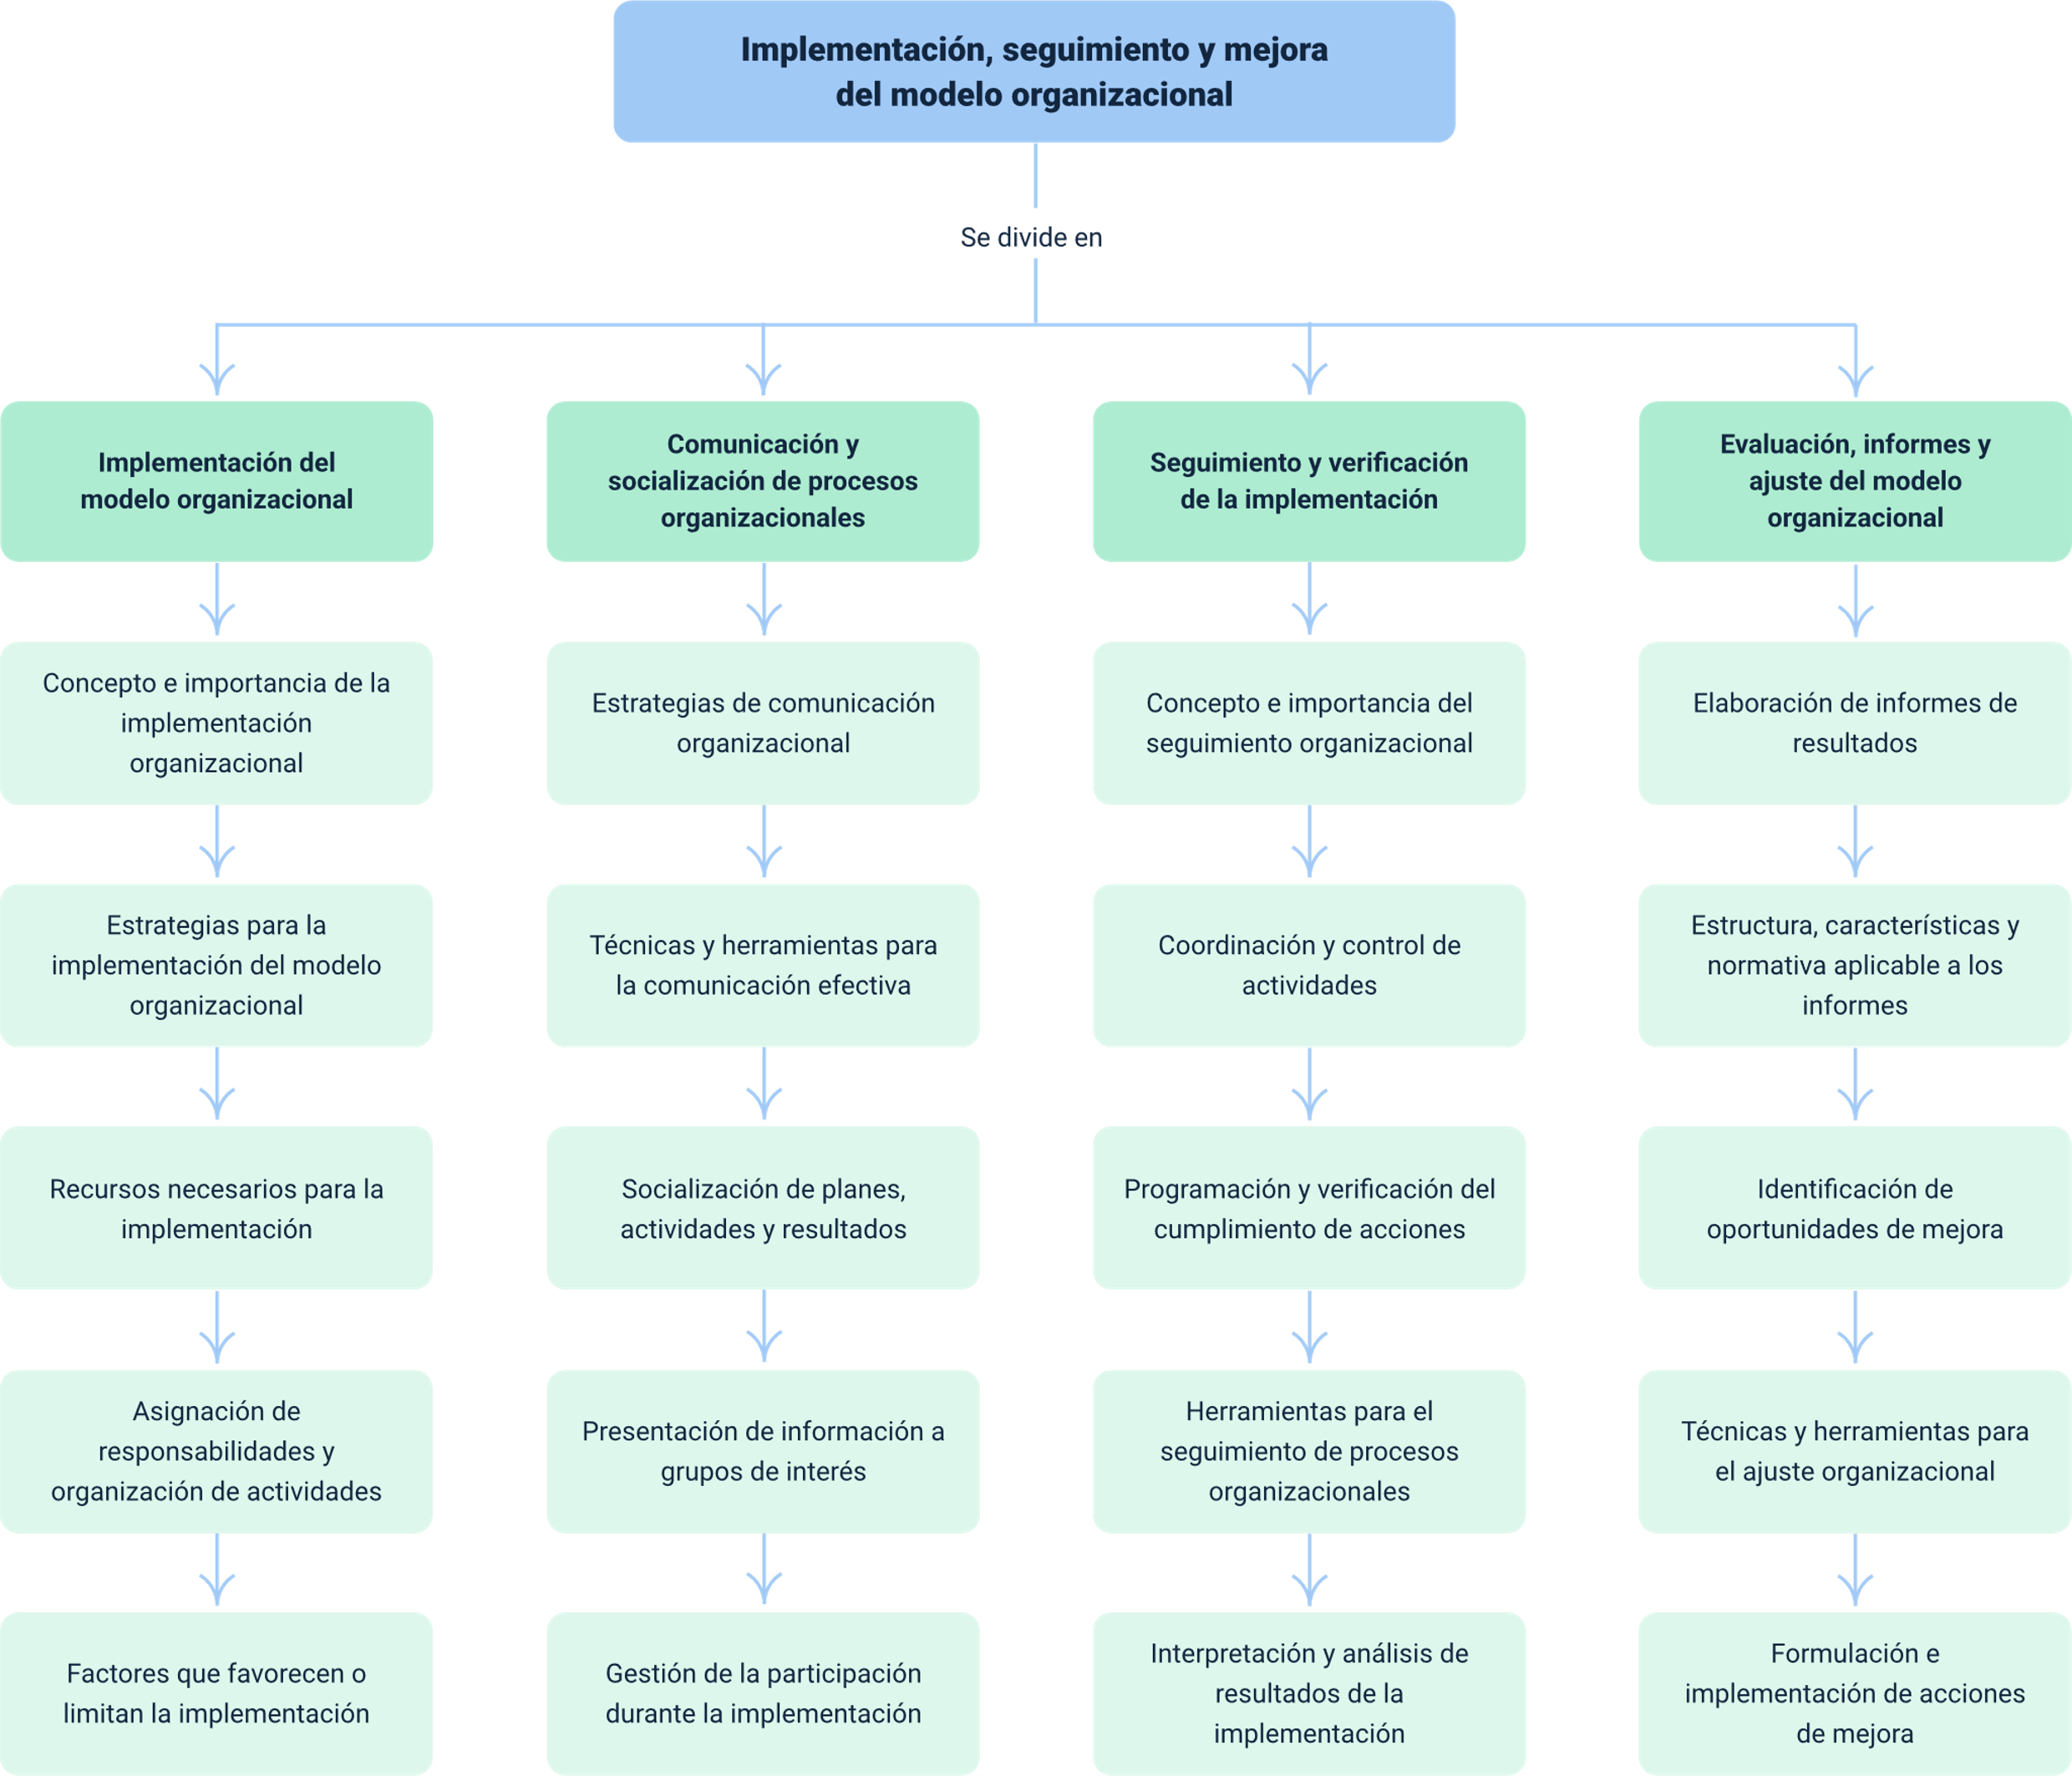 Implementación, seguimiento y mejora
del modelo organizacional
Se divide en
Implementación del
modelo organizacional
Concepto e importancia de la
implementación
organizacional
Estrategias para la
implementación del modelo
organizacional
Recursos necesarios para la
implementación
Asignación de
responsabilidades y
organización de actividades
Factores que favorecen o
limitan la implementación
Comunicación y
socialización de procesos
organizacionales
Estrategias de comunicación
organizacional
Técnicas y herramientas para
la comunicación efectiva
Socialización de planes,
actividades y resultados
Presentación de información a
grupos de interés
Gestión de la participación
durante la implementación
Seguimiento y verificación
de la implementación
Concepto e importancia del
seguimiento organizacional
Coordinación y control de
actividades
Programación y verificación del
cumplimiento de acciones
Herramientas para el
seguimiento de procesos
organizacionales
Interpretación y análisis de
resultados de la
implementación
Evaluación, informes y
ajuste del modelo
organizacional
Elaboración de informes de
resultados
Estructura, características y
normativa aplicable a los
informes
Identificación de
oportunidades de mejora
Técnicas y herramientas para
el ajuste organizacional
Formulación e
implementación de acciones
de mejora